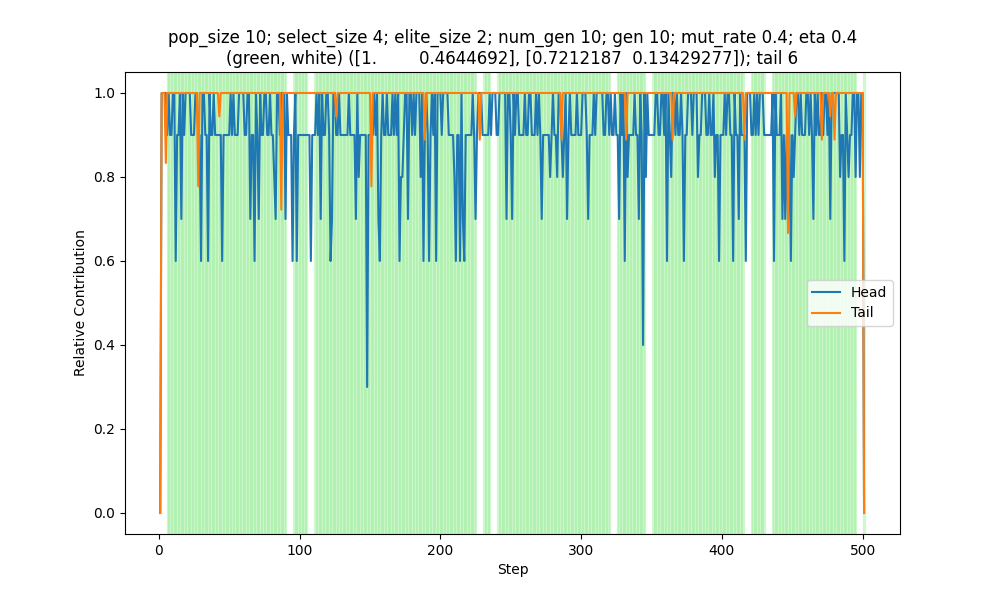 pop_size 10; select_size 4; elite_size 2; num_gen 10; gen 10; mut_rate 0.4; eta 0.4
(green, white) ([1.         0.4644692], [0.7212187  0.13429277]); tail 6
1.0
0.8
0.6
0.4
0.2
0.0
Relative Contribution
Head
Tail
0
100
200
300
400
500
Step